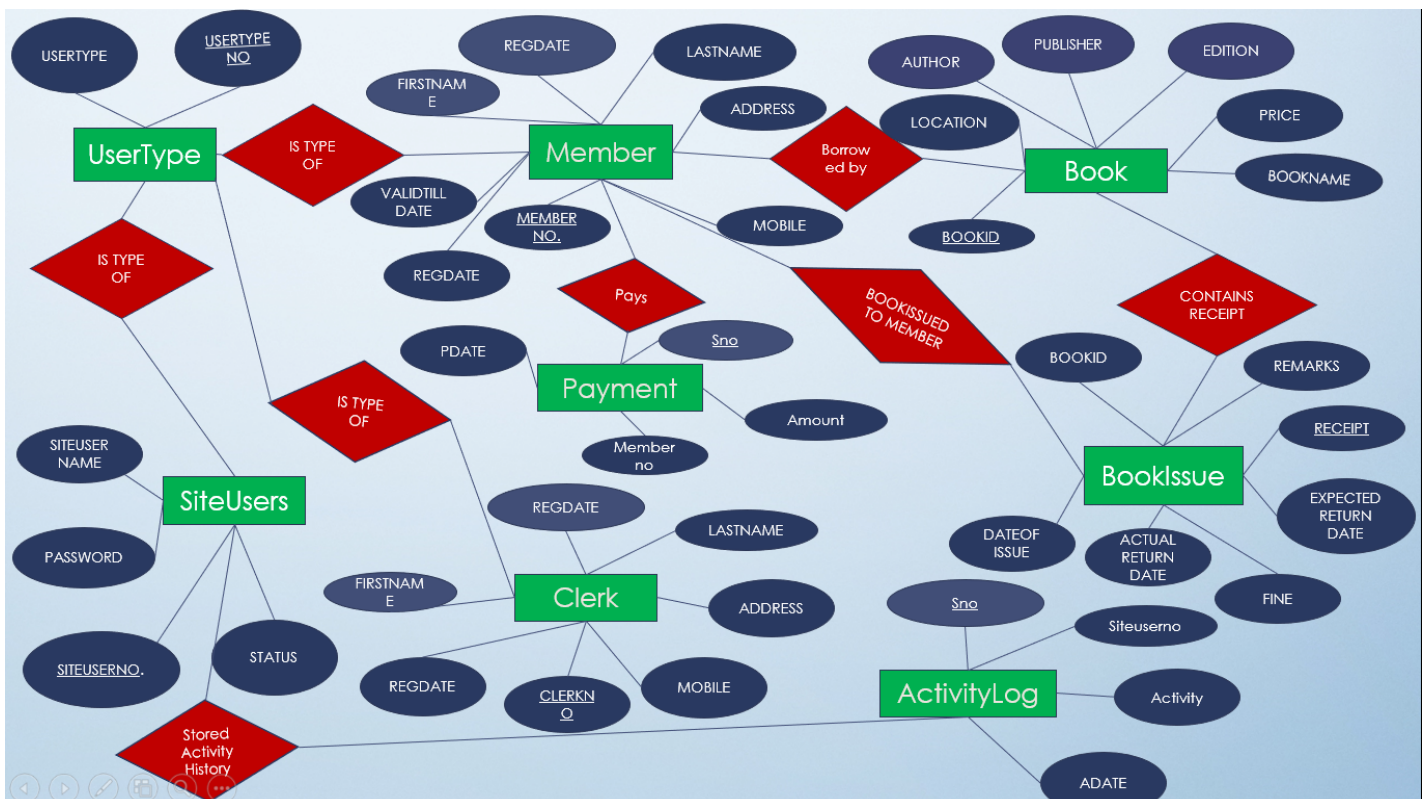 USERTYPE
USERTYPE
NO
REGDATE
LASTNAME
FIRSTNAM
E
ADDRESS
AUTHOR
PUBLISHER
EDITION
LOCATION
PRICE
BOOKNAME
BOOKID
UserType
IS TYPE
OF
Member
Borrow
ed by
Book
VALIDTILL
DATE
MEMBER
NO.
MOBILE
REGDATE
IS TYPE
OF
Pays
BOOKISSUED
TO MEMBER
CONTAINS
RECEIPT
PDATE
Sno
Payment
Amount
Member
no
BOOKID
REMARKS
RECEIPT
BookIssue
EXPECTED
RETURN
DATE
DATEOF
ISSUE
ACTUAL
RETURN
DATE
FINE
IS TYPE
OF
SITEUSER
NAME
SiteUsers
PASSWORD
SITEUSERNO.
STATUS
REGDATE
LASTNAME
FIRSTNAM
E
Clerk
ADDRESS
REGDATE
CLERKN
O
MOBILE
Sno
Siteuserno
ActivityLog
Activity
ADATE
Stored
Activity
History